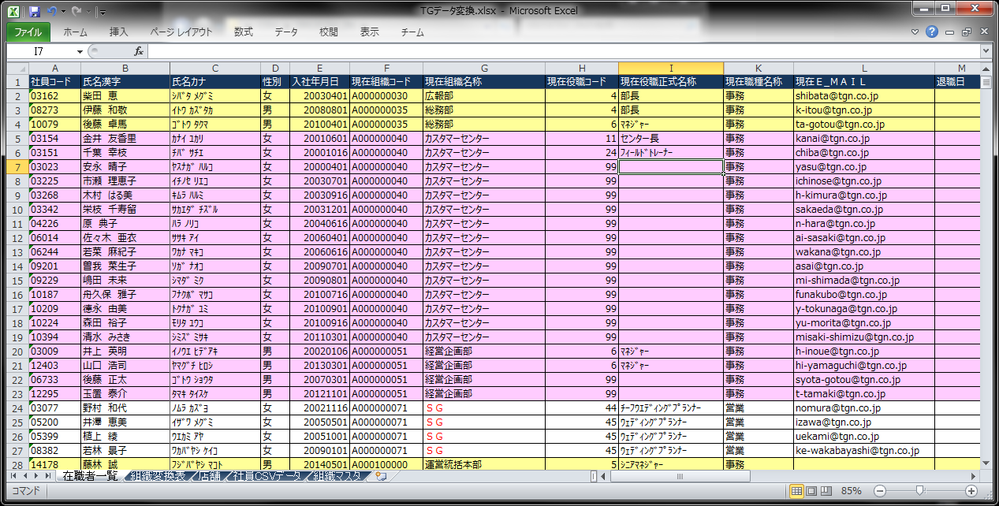 TGデータ変換.xlsx - Microsoft Excel
ファイル ホーム 挿入 ページ レイアウト 数式 データ 校閲 表示 チーム
I7 fx
A B C D E F G H I K L M
1 社員コード 氏名漢字 氏名カナ 性別 入社年月日 現在組織コード 現在組織名称 現在役職コード 現在役職正式名称 現在職種名称 現在Ｅ_ＭＡＩＬ 退職日
2 03162 柴田 恵 ｼﾊﾞﾀ ﾒｸﾞﾐ 女 20030401 A000000030 広報部 4 部長 事務 shibata@tgn.co.jp
3 08273 伊藤 和敬 ｲﾄｳ ｶｽﾞﾀｶ 男 20080801 A000000035 総務部 4 部長 事務 k-itou@tgn.co.jp
4 10079 後藤 卓馬 ｺﾞﾄｳ ﾀｸﾏ 男 20100401 A000000035 総務部 6 ﾏﾈｼﾞｬｰ 事務 ta-gotou@tgn.co.jp
5 03154 金井 友香里 ｶﾅｲ ﾕｶﾘ 女 20010601 A000000040 カスタマーセンター 11 センター長 事務 kanai@tgn.co.jp
6 03151 千葉 幸枝 ﾁﾊﾞ ｻﾁｴ 女 20001016 A000000040 カスタマーセンター 24 ﾌｨｰﾙﾄﾞﾄﾚｰﾅｰ 事務 chiba@tgn.co.jp
7 03023 安永 晴子 ﾔｽﾅｶﾞ ﾊﾙｺ 女 20000401 A000000040 カスタマーセンター 99 事務 yasu@tgn.co.jp
8 03225 市瀬 理恵子 ｲﾁﾉｾ ﾘｴｺ 女 20030701 A000000040 カスタマーセンター 99 事務 ichinose@tgn.co.jp
9 03268 木村 はる美 ｷﾑﾗ ﾊﾙﾐ 女 20030916 A000000040 カスタマーセンター 99 事務 h-kimura@tgn.co.jp
10 03342 栄枝 千寿留 ｻｶｴﾀﾞ ﾁｽﾞﾙ 女 20031201 A000000040 カスタマーセンター 99 事務 sakaeda@tgn.co.jp
11 04226 原 典子 ﾊﾗ ﾉﾘｺ 女 20040616 A000000040 カスタマーセンター 99 事務 n-hara@tgn.co.jp
12 06014 佐々木 亜衣 ｻｻｷ ｱｲ 女 20060401 A000000040 カスタマーセンター 99 事務 ai-sasaki@tgn.co.jp
13 06244 若菜 麻紀子 ﾜｶﾅ ﾏｷｺ 女 20060616 A000000040 カスタマーセンター 99 事務 wakana@tgn.co.jp
14 09201 曽我 菜生子 ｿｶﾞ ﾅｵｺ 女 20090701 A000000040 カスタマーセンター 99 事務 asai@tgn.co.jp
15 09229 嶋田 未来 ｼﾏﾀﾞ ﾐｸ 女 20090801 A000000040 カスタマーセンター 99 事務 mi-shimada@tgn.co.jp
16 10187 舟久保 雅子 ﾌﾅｸﾎﾞ ﾏｻｺ 女 20100716 A000000040 カスタマーセンター 99 事務 funakubo@tgn.co.jp
17 10209 徳永 由美 ﾄｸﾅｶﾞ ﾕﾐ 女 20100901 A000000040 カスタマーセンター 99 事務 y-tokunaga@tgn.co.jp
18 10224 森田 裕子 ﾓﾘﾀ ﾕｳｺ 女 20100916 A000000040 カスタマーセンター 99 事務 yu-morita@tgn.co.jp
19 10394 清水 みさき ｼﾐｽﾞ ﾐｻｷ 女 20110301 A000000040 カスタマーセンター 99 事務 misaki-shimizu@tgn.co.jp
20 03009 井上 英明 ｲﾉｳｴ ﾋﾃﾞｱｷ 男 20020106 A000000051 経営企画部 6 ﾏﾈｼﾞｬｰ 事務 h-inoue@tgn.co.jp
21 12403 山口 浩司 ﾔﾏｸﾞﾁ ﾋﾛｼ 男 20130301 A000000051 経営企画部 6 ﾏﾈｼﾞｬｰ 事務 hi-yamaguchi@tgn.co.jp
22 06733 後藤 正太 ｺﾞﾄｳ ｼｮｳﾀ 男 20070301 A000000051 経営企画部 99 事務 syota-gotou@tgn.co.jp
23 12295 玉置 泰介 ﾀﾏｷ ﾀｲｽｹ 男 20121101 A000000051 経営企画部 99 事務 t-tamaki@tgn.co.jp
24 03077 野村 和代 ﾉﾑﾗ ｶｽﾞﾖ 女 20021116 A000000071 ＳＧ 44 ﾁｰﾌｳｴﾃﾞｨﾝｸﾞﾌﾟﾗﾝﾅｰ 営業 nomura@tgn.co.jp
25 05200 井澤 恵美 ｲｻﾞﾜ ﾒｸﾞﾐ 女 20050501 A000000071 ＳＧ 45 ｳｪﾃﾞｨﾝｸﾞﾌﾟﾗﾝﾅｰ 営業 izawa@tgn.co.jp
26 05399 植上 綾 ｳｴｶﾐ ｱﾔ 女 20051001 A000000071 ＳＧ 45 ｳｪﾃﾞｨﾝｸﾞﾌﾟﾗﾝﾅｰ 営業 uekami@tgn.co.jp
27 08382 若林 景子 ﾜｶﾊﾞﾔｼ ｹｲｺ 女 20090101 A000000071 ＳＧ 45 ｳｪﾃﾞｨﾝｸﾞﾌﾟﾗﾝﾅｰ 営業 ke-wakabayashi@tgn.co.jp
28 14178 藤林 誠 ﾌｼﾞﾊﾞﾔｼ ﾏｺﾄ 男 20140501 A000100000 運営統括本部 5 ｼﾆｱﾏﾈｼﾞｬｰ 事務
在職者一覧 組織変換表 店舗 社員CSVデータ 組織マスタ
コマンド 85%